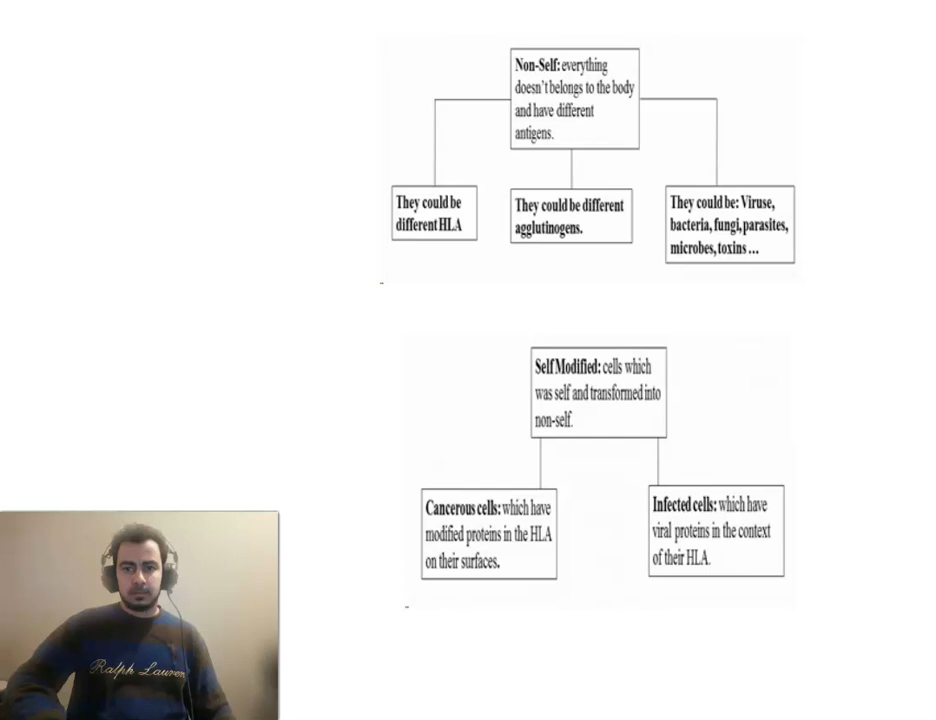 Non-Self: everything
doesn't belongs to the body
and have different
antigens.
They could be
different HLA
They could be different
agglutinogens.
They could be: Viruse,
bacteria, fungi, parasites,
microbes, toxins ...
Self Modified: cells which
was self and transformed into
non-self.
Cancerous cells: which have
modified proteins in the HLA
on their surfaces.
Infected cells: which have
viral proteins in the context
of their HLA.
Ralph Lauren